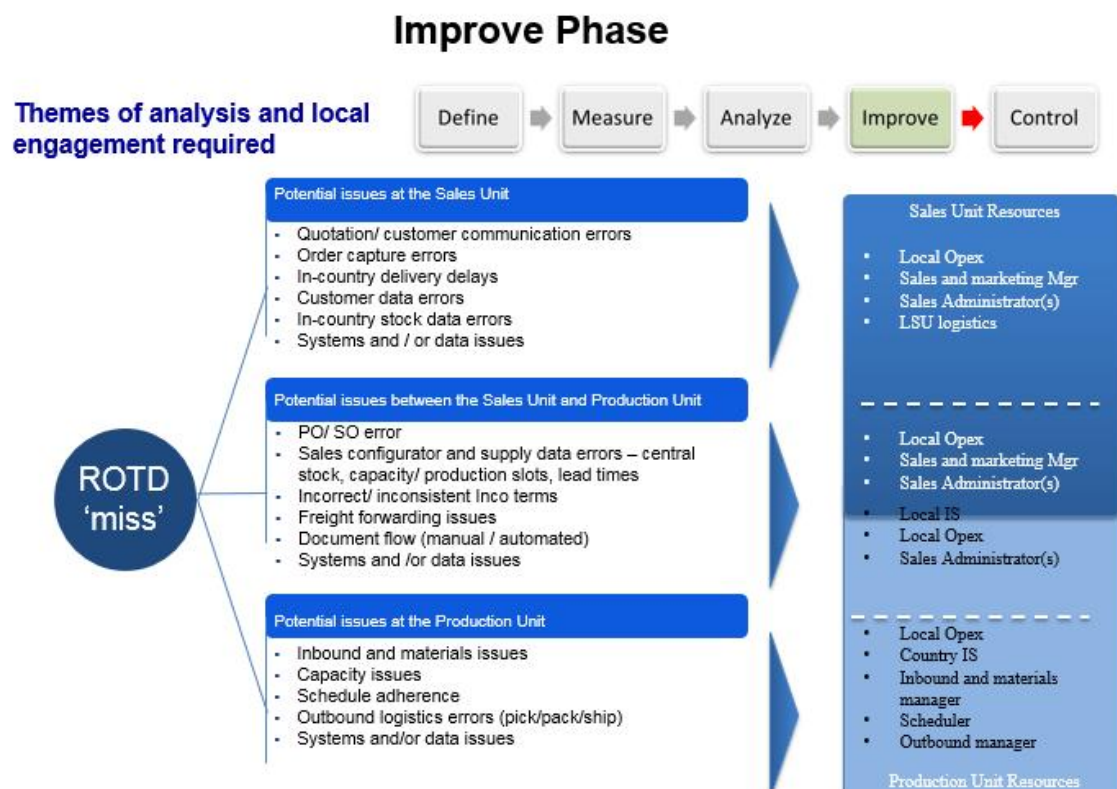 Improve Phase
Themes of analysis and local
engagement required
Define
Measure
Analyze
Improve
Control
ROTD
‘miss’
Potential issues at the Sales Unit
- Quotation/ customer communication errors
- Order capture errors
- In-country delivery delays
- Customer data errors
- In-country stock data errors
- Systems and / or data issues
Potential issues between the Sales Unit and Production Unit
- PO/ SO error
- Sales configurator and supply data errors – central
stock, capacity/ production slots, lead times
- Incorrect/ inconsistent Inco terms
- Freight forwarding issues
- Document flow (manual / automated)
- Systems and /or data issues
Potential issues at the Production Unit
- Inbound and materials issues
- Capacity issues
- Schedule adherence
- Outbound logistics errors (pick/pack/ship)
- Systems and/or data issues
Sales Unit Resources
• Local Opex
• Sales and marketing Mgr
• Sales Administrator(s)
• LSU logistics
• Local Opex
• Sales and marketing Mgr
• Sales Administrator(s)
• Local IS
• Local Opex
• Sales Administrator(s)
• Local Opex
• Country IS
• Inbound and materials
manager
• Scheduler
• Outbound manager
Production Unit Resources